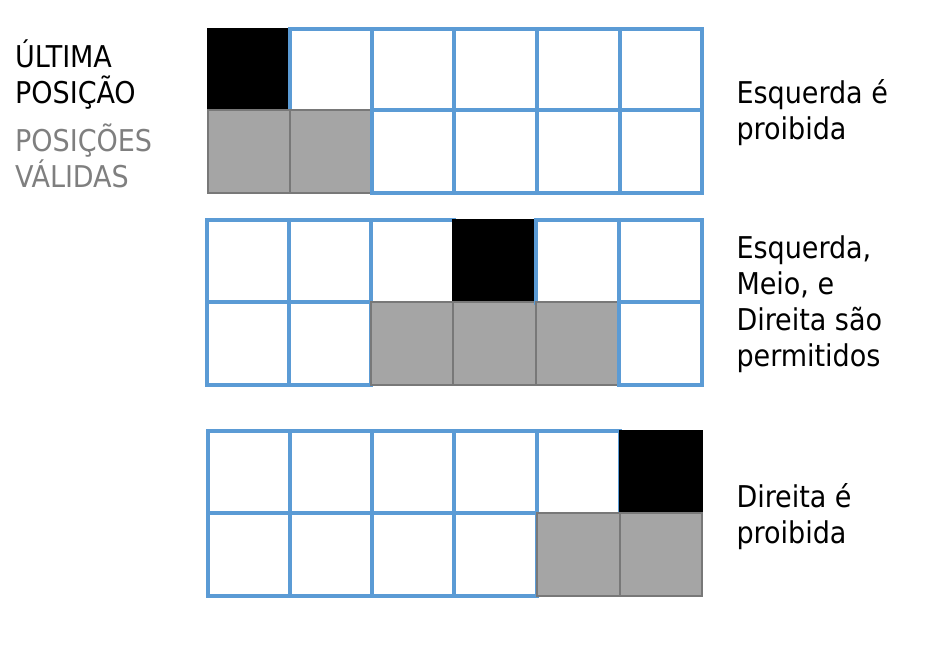 ÚLTIMA
POSIÇÃO
POSIÇÕES
VÁLIDAS
Esquerda é
proibida
Esquerda,
Meio, e
Direita são
permitidos
Direita é
proibida